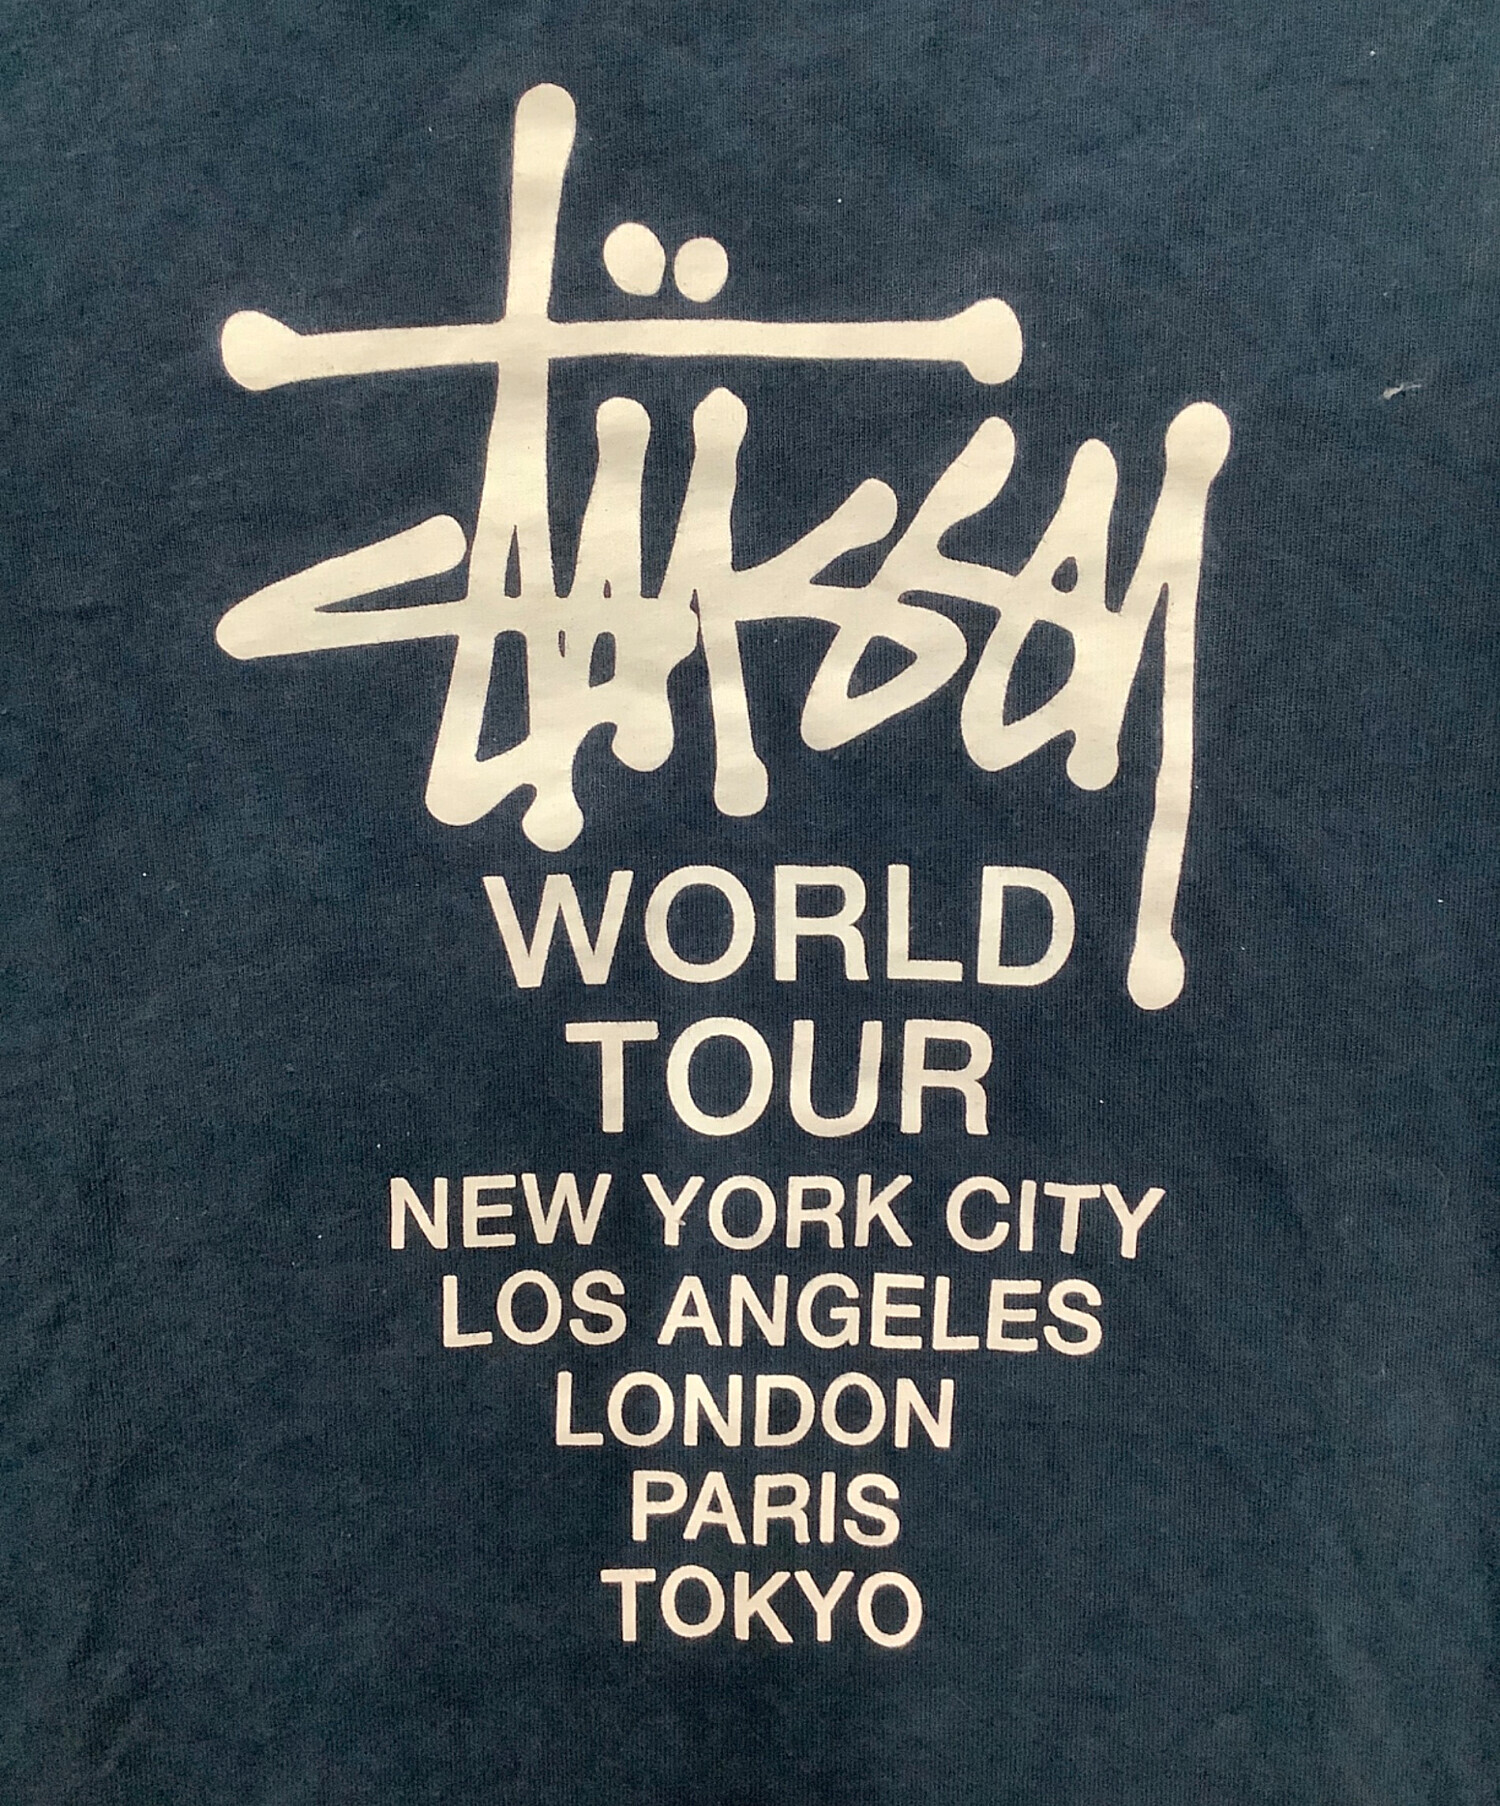 Stüssy
WORLD
TOUR
NEW YORK CITY
LOS ANGELES
LONDON
PARIS
TOKYO